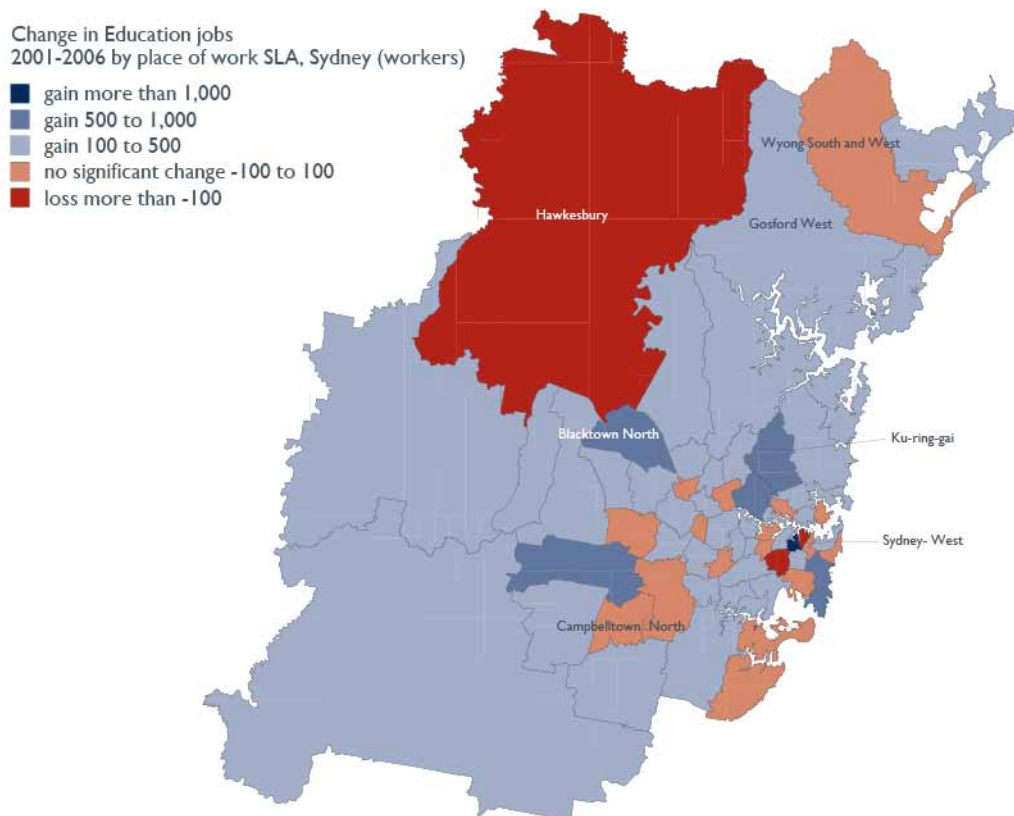 Change in Education jobs
2001-2006 by place of work SLA, Sydney (workers)
gain more than 1,000
gain 500 to 1,000
gain 100 to 500
no significant change -100 to 100
loss more than -100
Wyong South and West
Hawkesbury
Gosford West
Blacktown North
Ku-ring-gai
Sydney- West
Campbelltown North